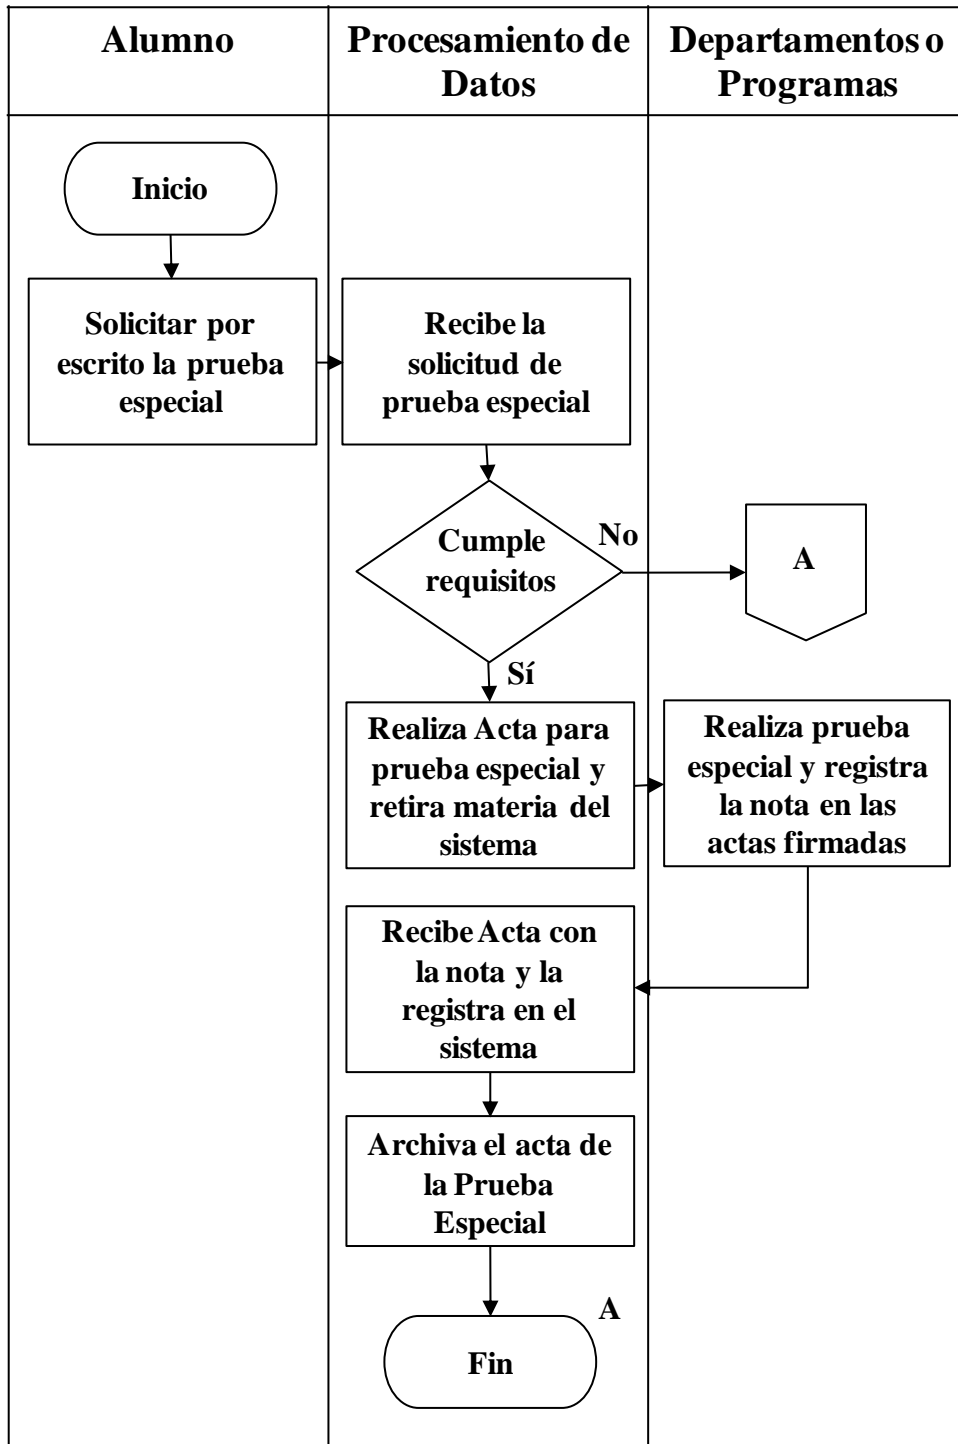 Alumno
Procesamiento de
Datos
Departamentos o
Programas
Inicio
Solicitar por
escrito la prueba
especial
Recibe la
solicitud de
prueba especial
Cumple
requisitos
No
A
Sí
Realiza Acta para
prueba especial y
retira materia del
sistema
Realiza prueba
especial y registra
la nota en las
actas firmadas
Recibe Acta con
la nota y la
registra en el
sistema
Archiva el acta de
la Prueba
Especial
A
Fin